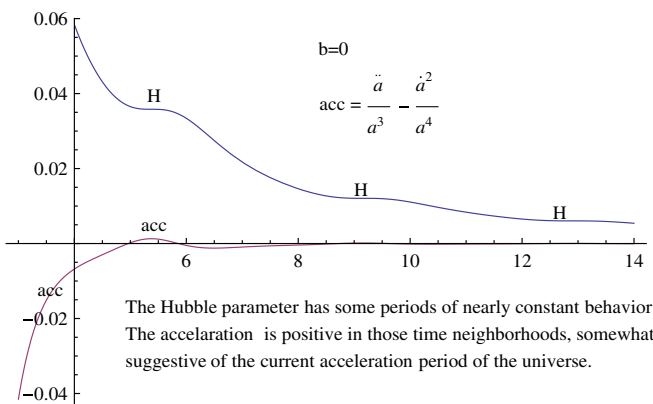 0.06
b=0
acc = ä/a³ − ȧ²/a⁴
0.04
H
0.02
H
H
acc
6
8
10
12
14
acc
−0.02
The Hubble parameter has some periods of nearly constant behavior
The accelaration is positive in those time neighborhoods, somewhat
suggestive of the current acceleration period of the universe.
−0.04